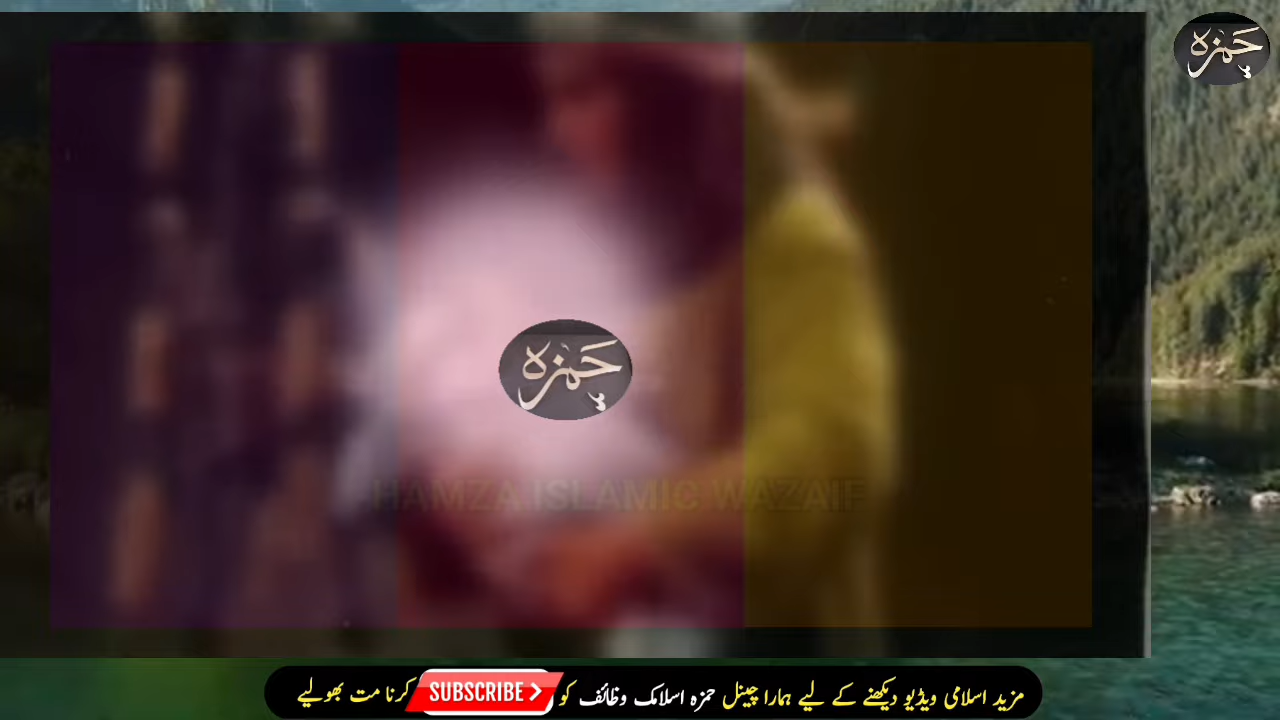 حمزہ
حمزہ
HAMZA ISLAMIC WAZAIF
مزید اسلامی ویڈیو دیکھنے کے لیے ہمارا چینل حمزہ اسلامک وظائف کو SUBSCRIBE کرنا مت بھولیے